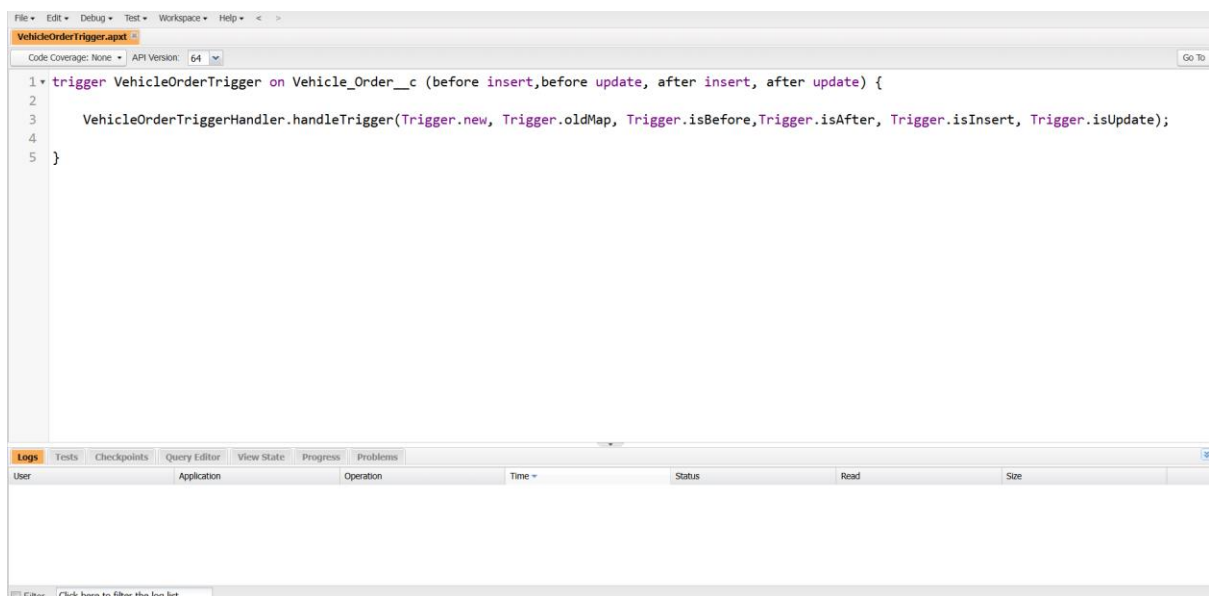 File Edit Debug Test Workspace Help < >
VehicleOrderTrigger.apxt
Code Coverage: None API Version: 64 Go To
1 trigger VehicleOrderTrigger on Vehicle_Order__c (before insert,before update, after insert, after update) {
2
3 VehicleOrderTriggerHandler.handleTrigger(Trigger.new, Trigger.oldMap, Trigger.isBefore,Trigger.isAfter, Trigger.isInsert, Trigger.isUpdate);
4
5 }
Logs Tests Checkpoints Query Editor View State Progress Problems
User Application Operation Time Status Read Size
Filter Click here to filter the log list